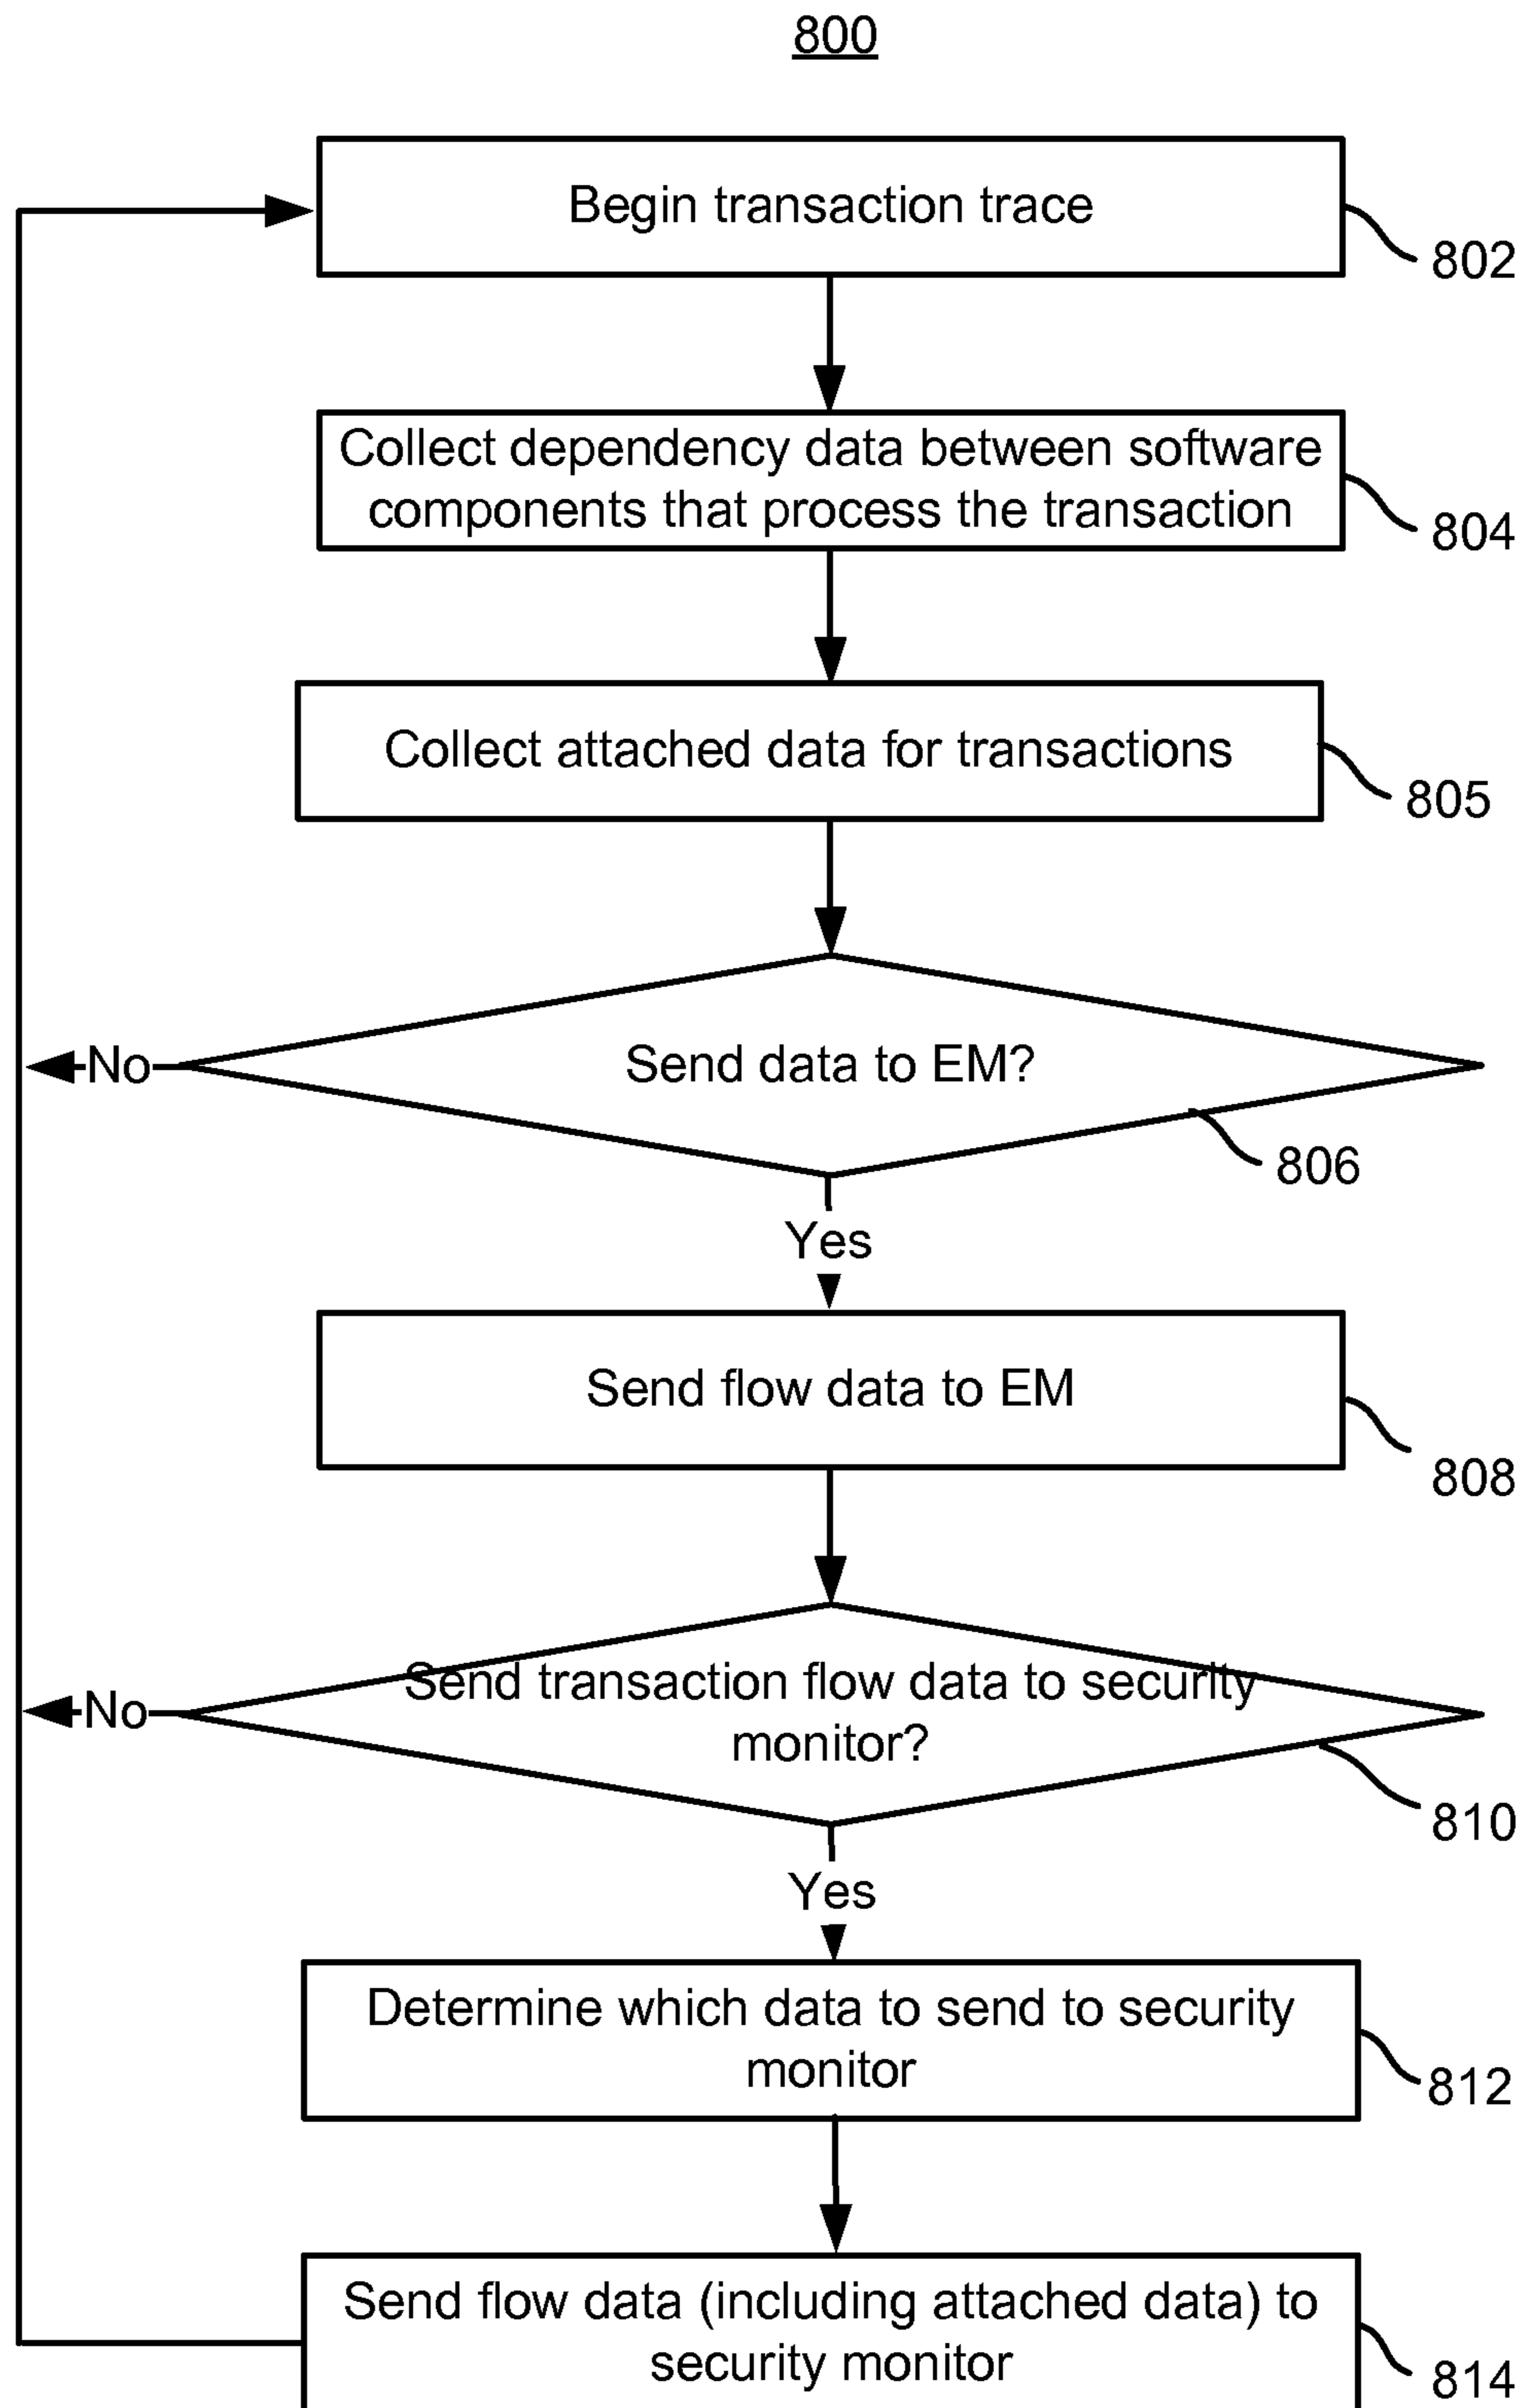 800
Begin transaction trace
802
Collect dependency data between software
components that process the transaction
804
Collect attached data for transactions
805
Send data to EM?
No
806
Yes
Send flow data to EM
808
Send transaction flow data to security
monitor?
No
810
Yes
Determine which data to send to security
monitor
812
Send flow data (including attached data) to
security monitor
814